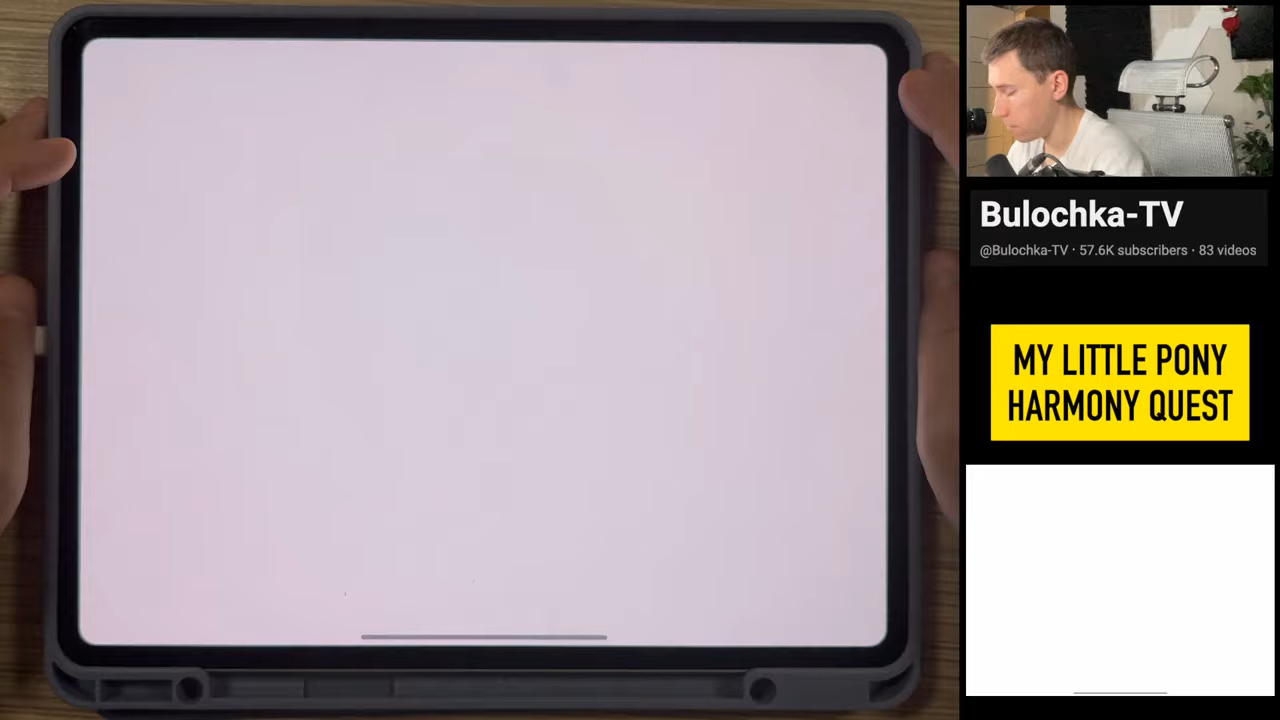 Bulochka-TV
@Bulochka-TV · 57.6K subscribers · 83 videos
MY LITTLE PONY
HARMONY QUEST